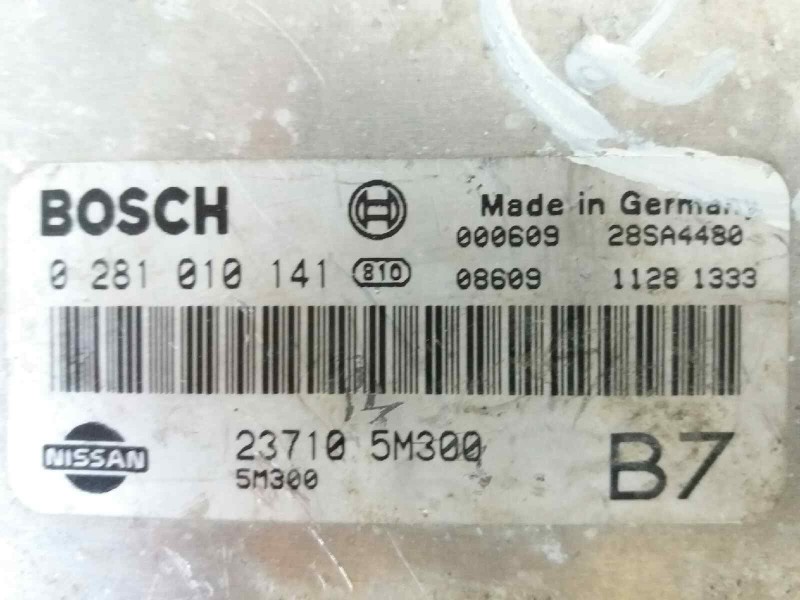 BOSCH
Made in Germany
000609 28SA4480
0 281 010 141 810 08609 1128 1333
NISSAN
23710 5M300
5M300
B7